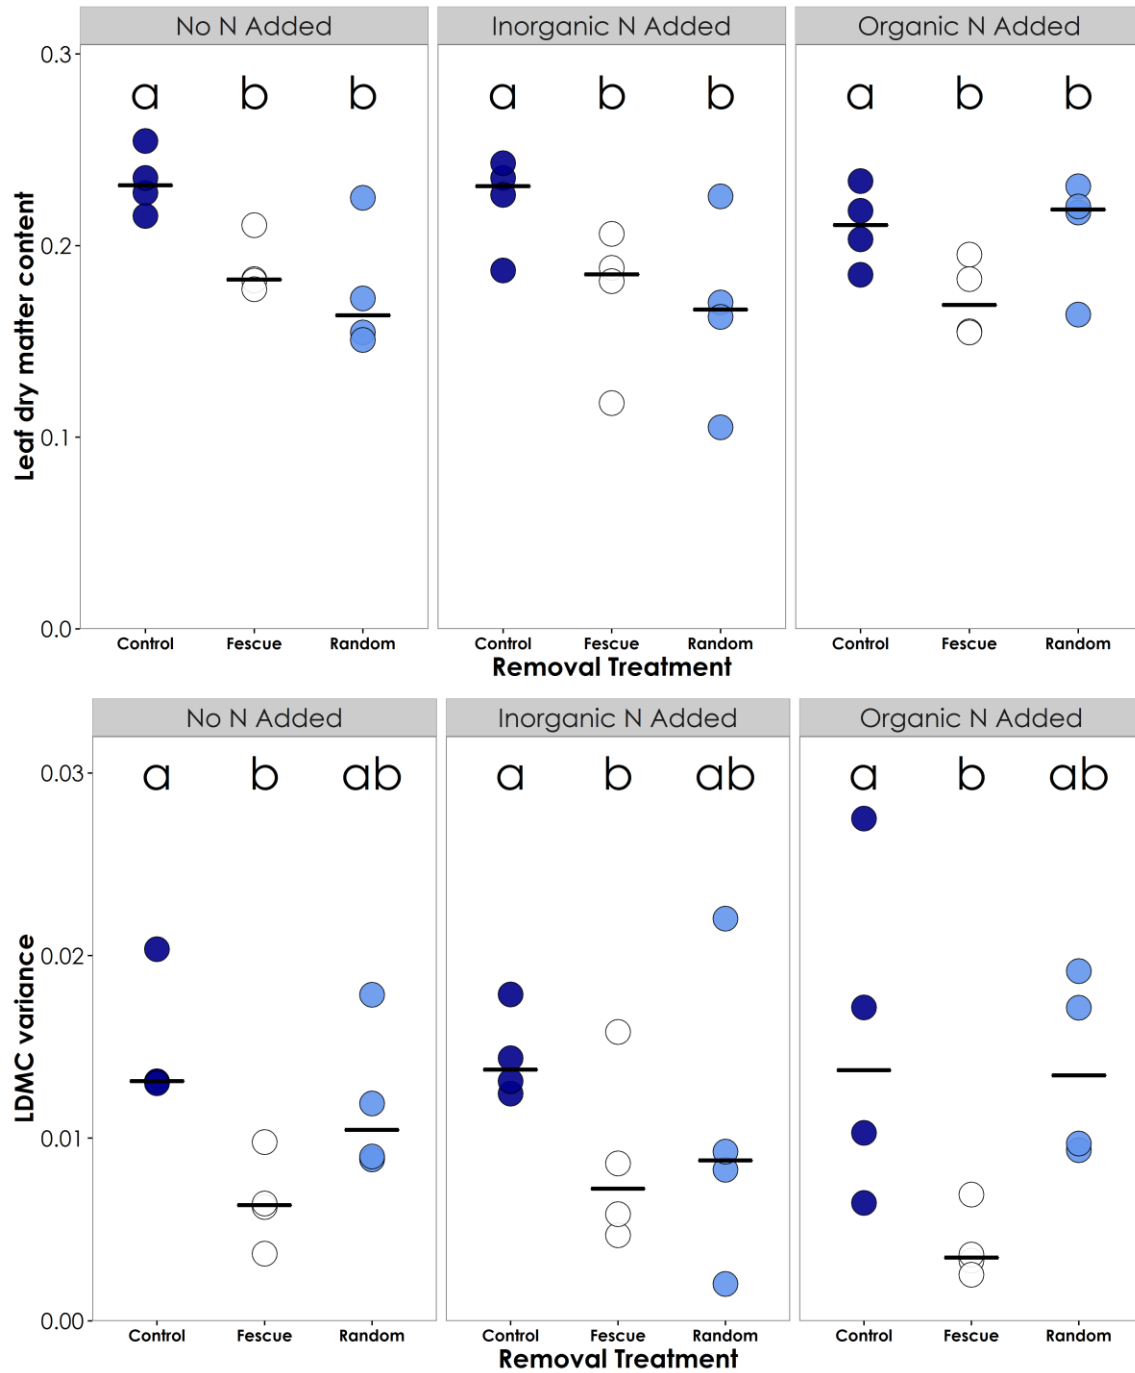 No N Added Inorganic N Added Organic N Added
0.3
a b b a b b a b b
0.2
0.1
0.0
Leaf dry matter content
Control Fescue Random Control Fescue Random Control Fescue Random
Removal Treatment
No N Added Inorganic N Added Organic N Added
0.03
a b ab a b ab a b ab
0.02
0.01
0.00
LDMC variance
Control Fescue Random Control Fescue Random Control Fescue Random
Removal Treatment